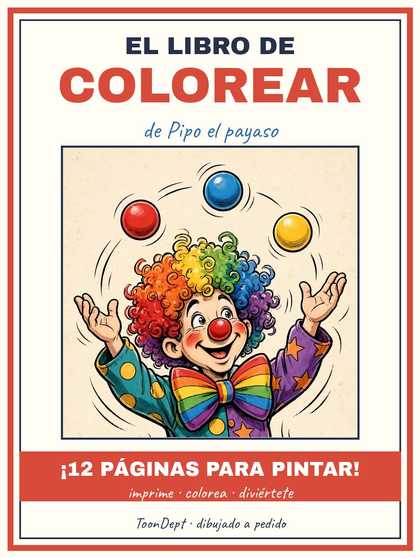 EL LIBRO DE
COLOREAR
de Pipo el payaso
¡12 PÁGINAS PARA PINTAR!
imprime · colorea · diviértete
ToonDept · dibujado a pedido